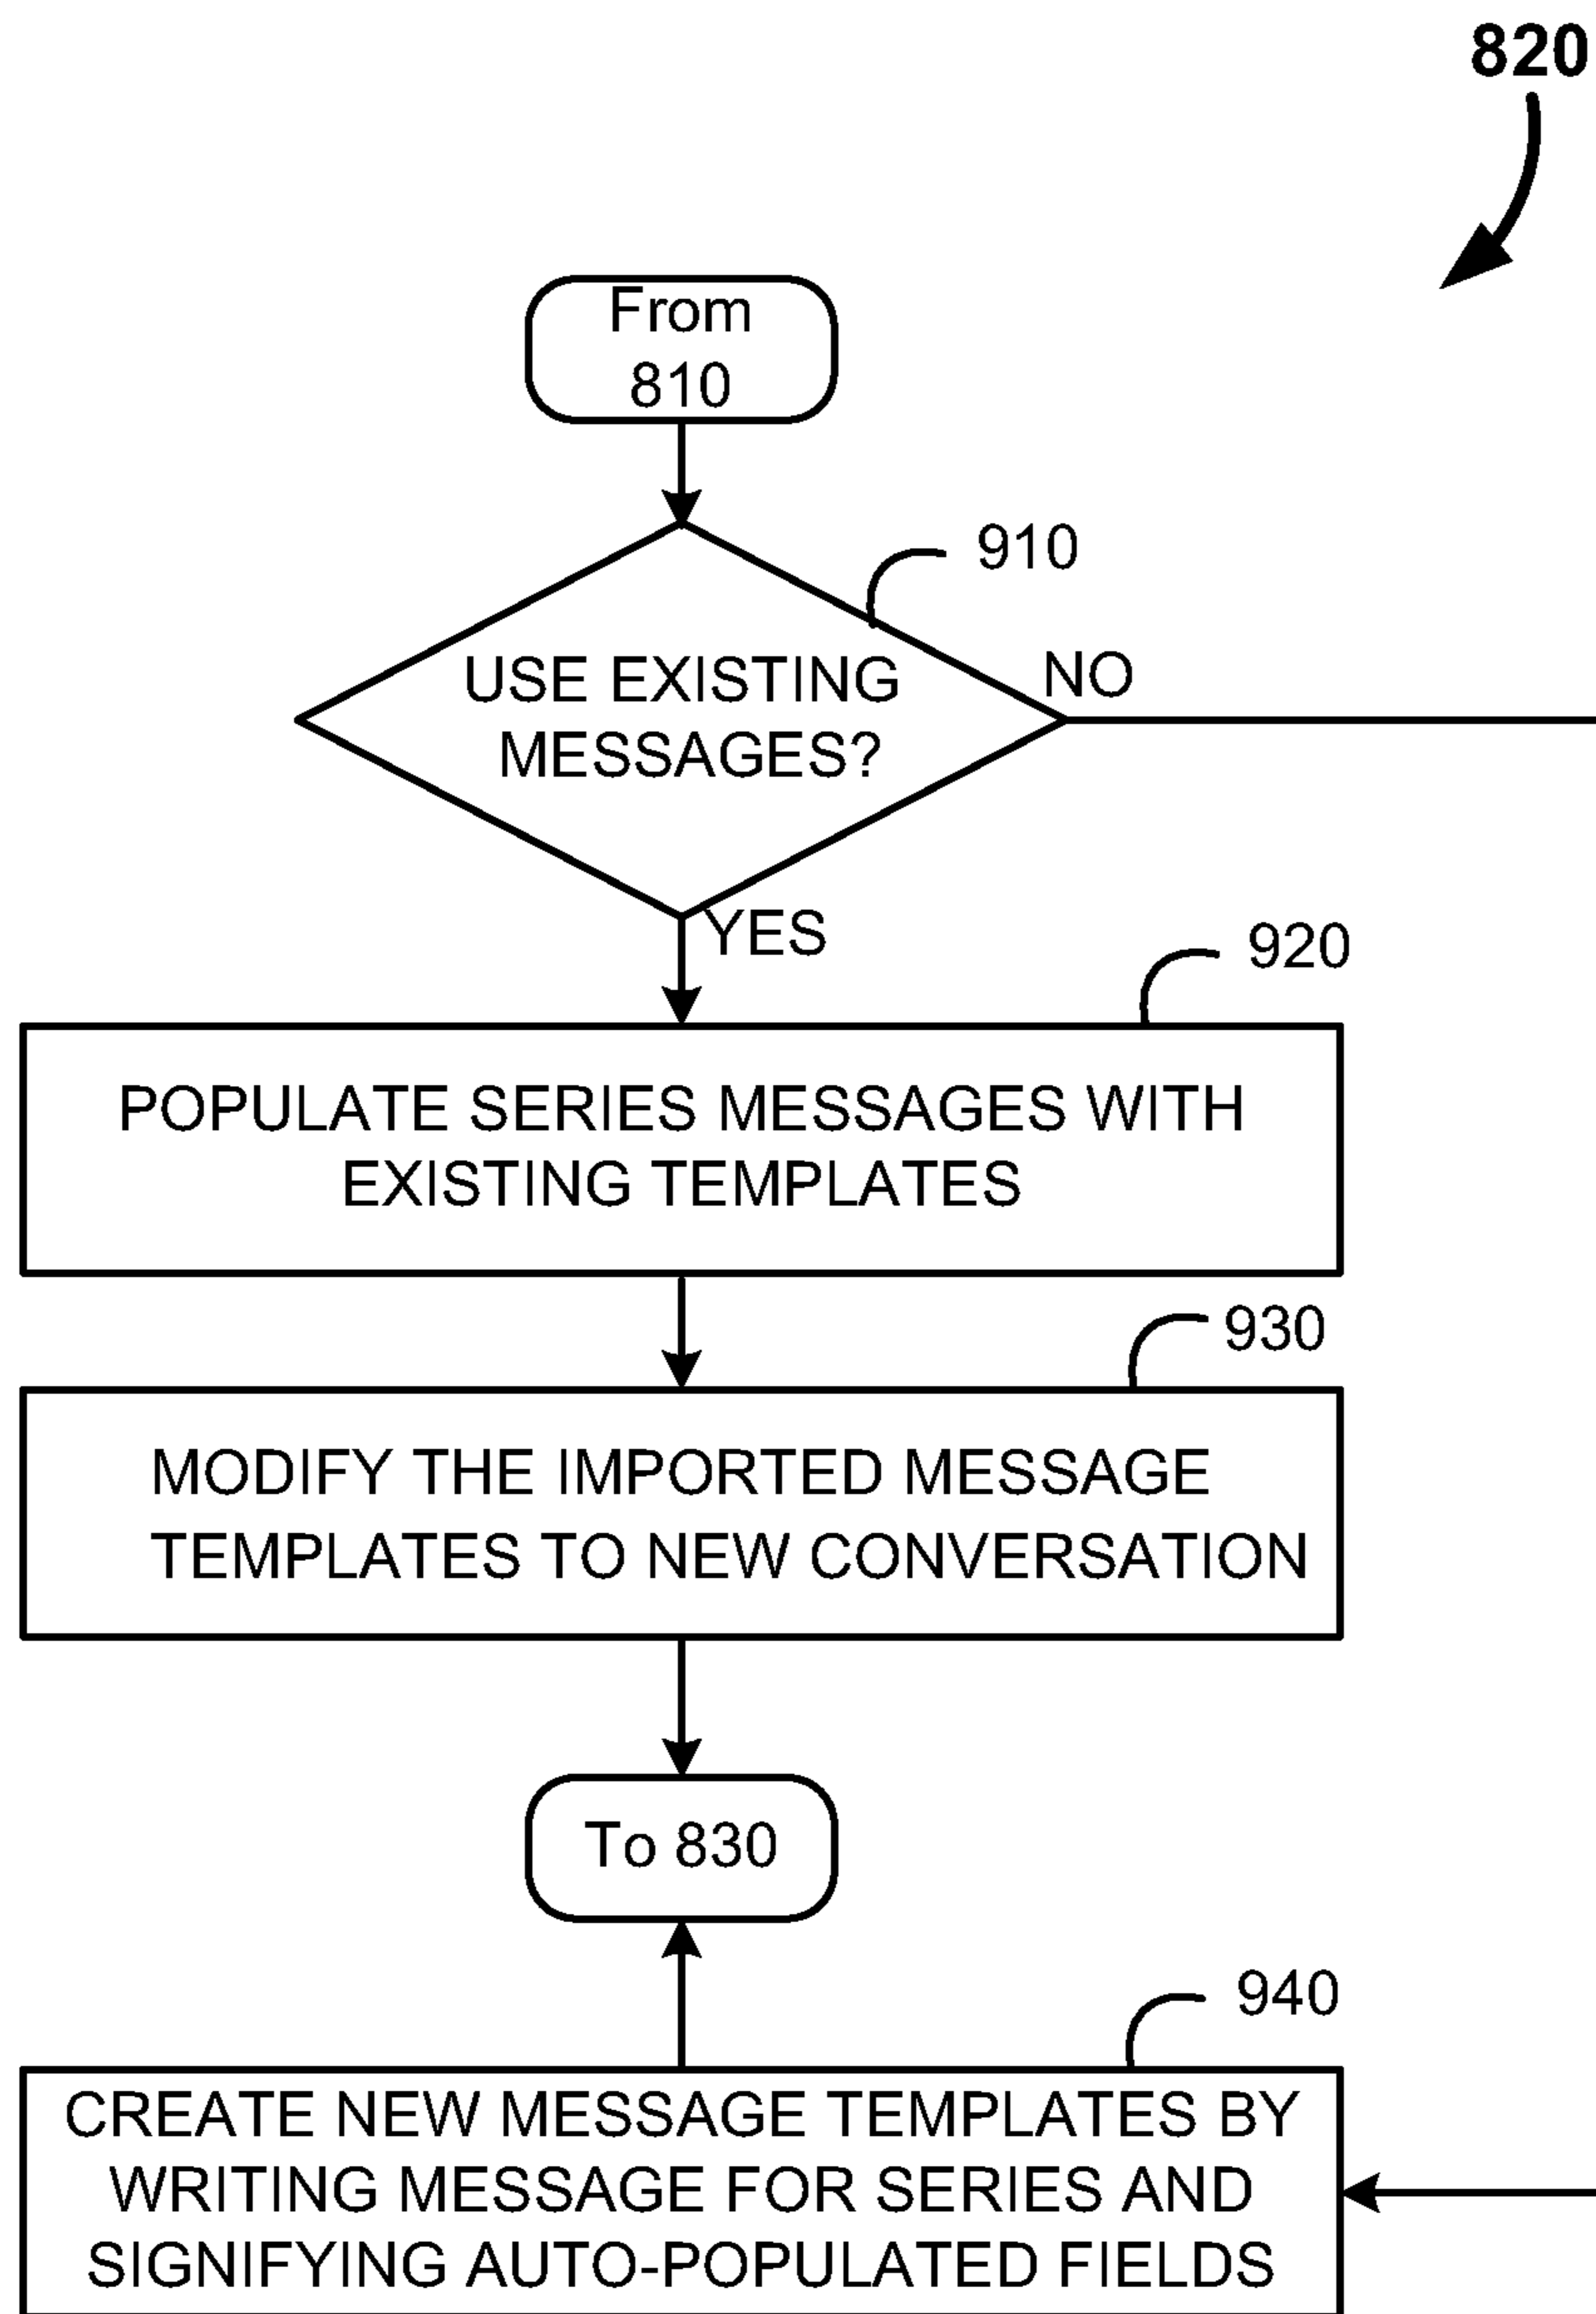 820
From
810
910
USE EXISTING
MESSAGES?
NO
YES
920
POPULATE SERIES MESSAGES WITH
EXISTING TEMPLATES
930
MODIFY THE IMPORTED MESSAGE
TEMPLATES TO NEW CONVERSATION
To 830
940
CREATE NEW MESSAGE TEMPLATES BY
WRITING MESSAGE FOR SERIES AND
SIGNIFYING AUTO-POPULATED FIELDS